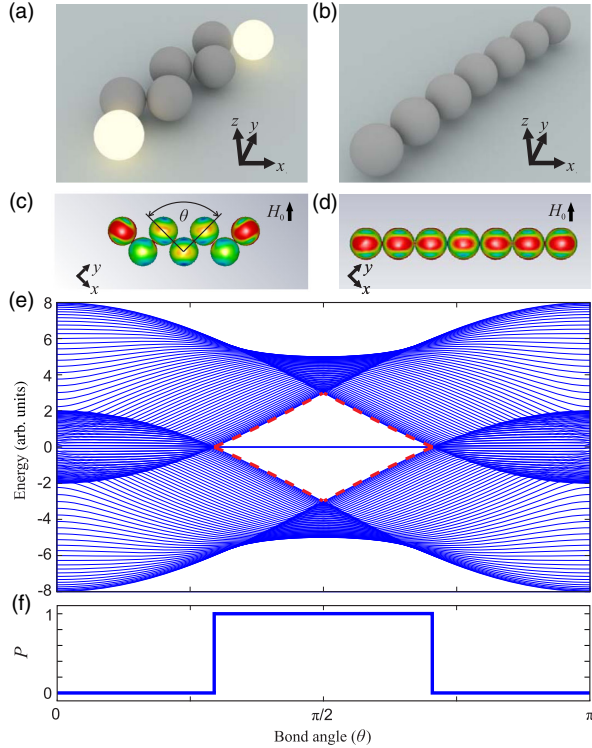 (a)
z
y
x
(b)
z
y
x
(c)
θ
H₀
y
x
(d)
H₀
y
x
(e)
8
6
4
2
0
-2
-4
-6
-8
Energy (arb. units)
(f)
1
0
P
0
π/2
π
Bond angle (θ)